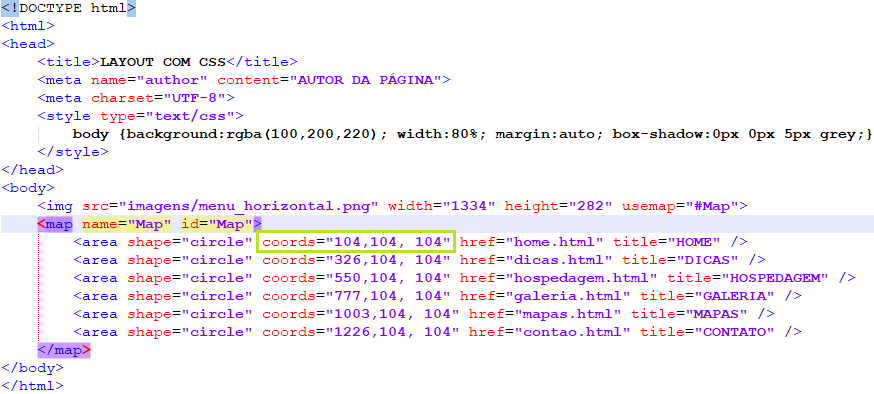 <!DOCTYPE html>
<html>
<head>
<title>LAYOUT COM CSS</title>
<meta name="author" content="AUTOR DA PÁGINA">
<meta charset="UTF-8">
<style type="text/css">
body {background:rgba(100,200,220); width:80%; margin:auto; box-shadow:0px 0px 5px grey;}
</style>
</head>
<body>
<img src="imagens/menu_horizontal.png" width="1334" height="282" usemap="#Map">
<map name="Map" id="Map">
<area shape="circle" coords="104,104, 104" href="home.html" title="HOME" />
<area shape="circle" coords="326,104, 104" href="dicas.html" title="DICAS" />
<area shape="circle" coords="550,104, 104" href="hospedagem.html" title="HOSPEDAGEM" />
<area shape="circle" coords="777,104, 104" href="galeria.html" title="GALERIA" />
<area shape="circle" coords="1003,104, 104" href="mapas.html" title="MAPAS" />
<area shape="circle" coords="1226,104, 104" href="contao.html" title="CONTATO" />
</map>
</body>
</html>